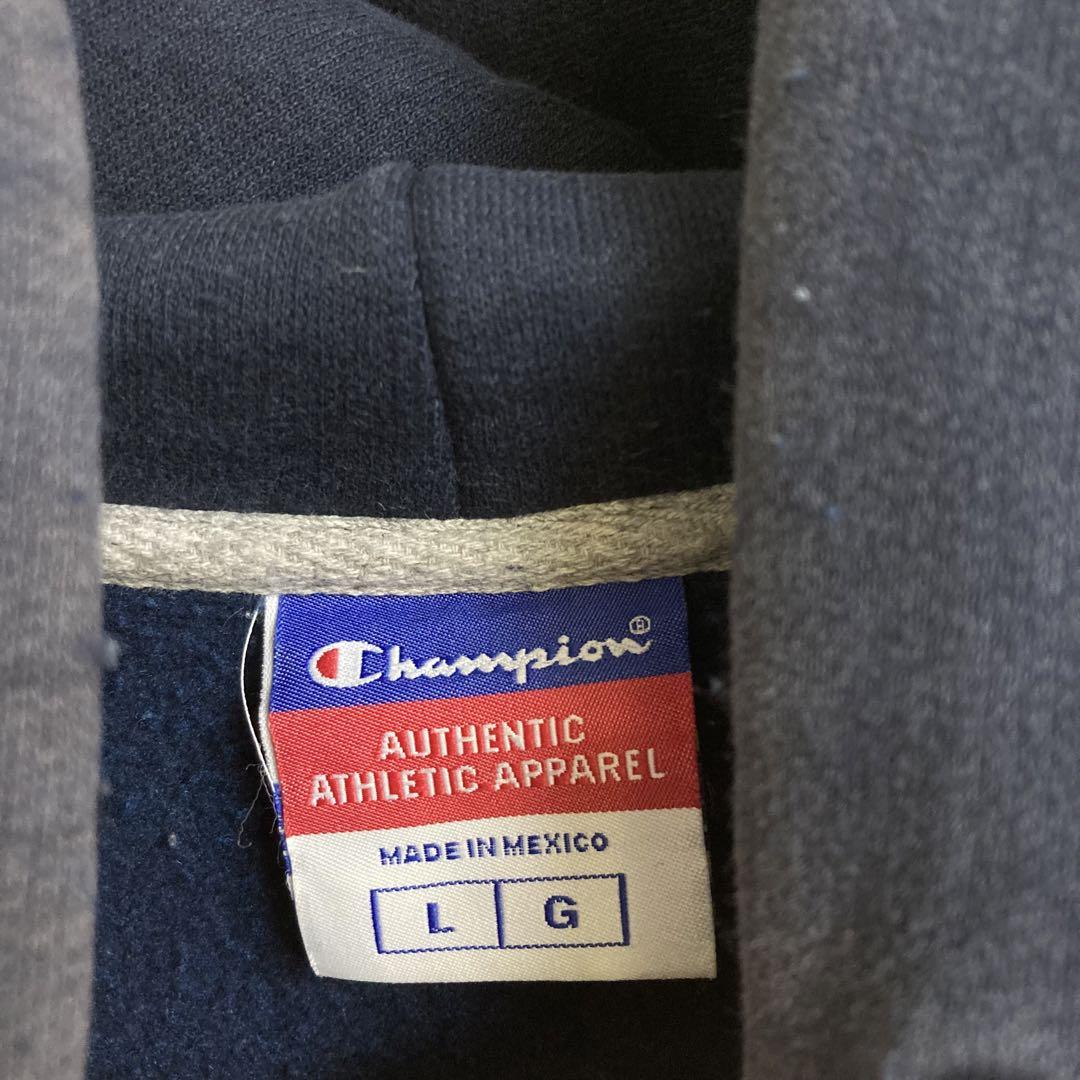 Champion®
AUTHENTIC
ATHLETIC APPAREL
MADE IN MEXICO
L G